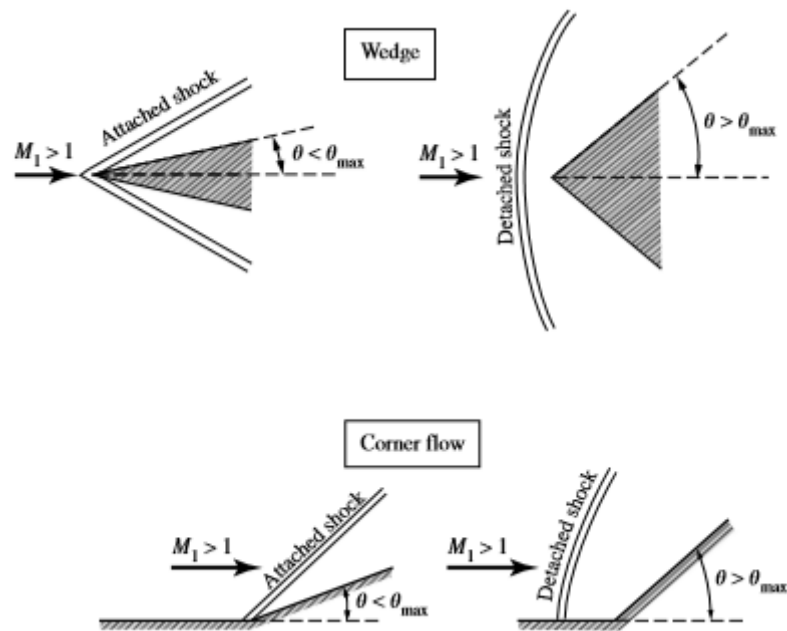 Wedge
Attached shock
M₁ > 1
θ < θmax
M₁ > 1
Detached shock
θ > θmax
Corner flow
M₁ > 1
Attached shock
θ < θmax
M₁ > 1
Detached shock
θ > θmax